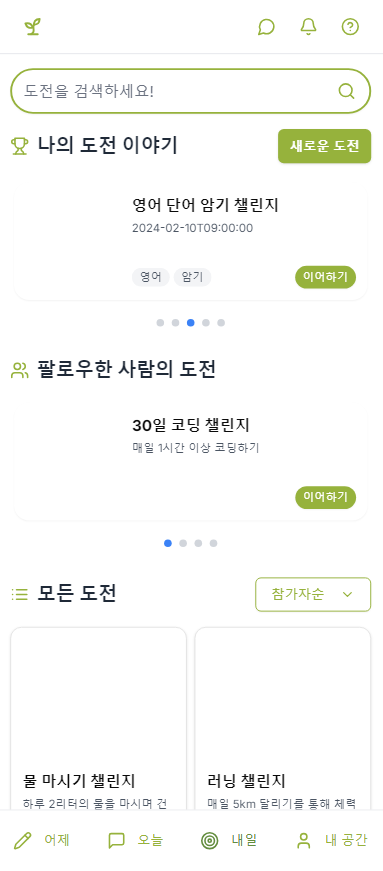 도전을 검색하세요!
나의 도전 이야기
새로운 도전
영어 단어 암기 챌린지
2024-02-10T09:00:00
영어 암기
이어하기
팔로우한 사람의 도전
30일 코딩 챌린지
매일 1시간 이상 코딩하기
이어하기
모든 도전
참가자순
물 마시기 챌린지
하루 2리터의 물을 마시며 건
러닝 챌린지
매일 5km 달리기를 통해 체력
어제 오늘 내일 내 공간